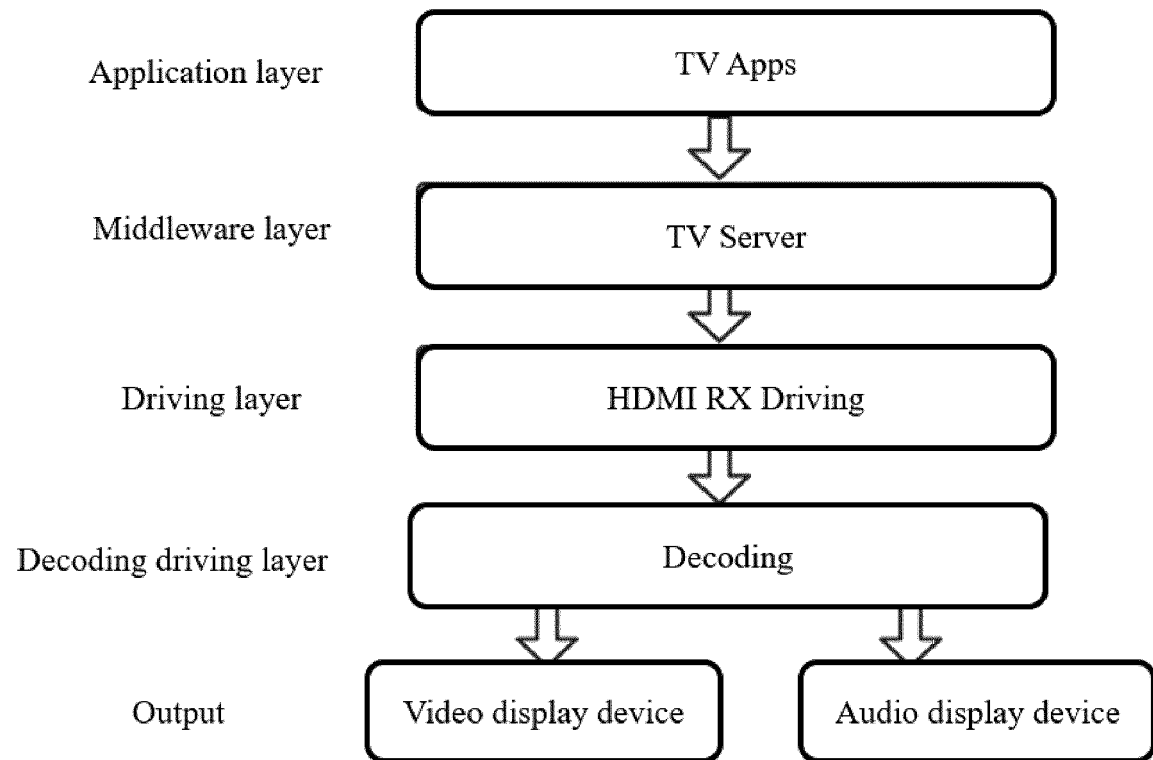 Application layer
TV Apps
Middleware layer
TV Server
Driving layer
HDMI RX Driving
Decoding driving layer
Decoding
Output
Video display device
Audio display device